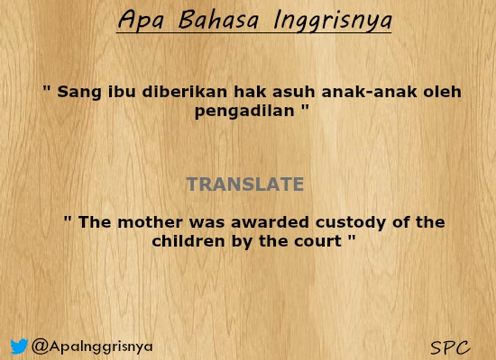 Apa Bahasa Inggrisnya
" Sang ibu diberikan hak asuh anak-anak oleh
pengadilan "
TRANSLATE
" The mother was awarded custody of the
children by the court "
@ApaInggrisnya
SPC